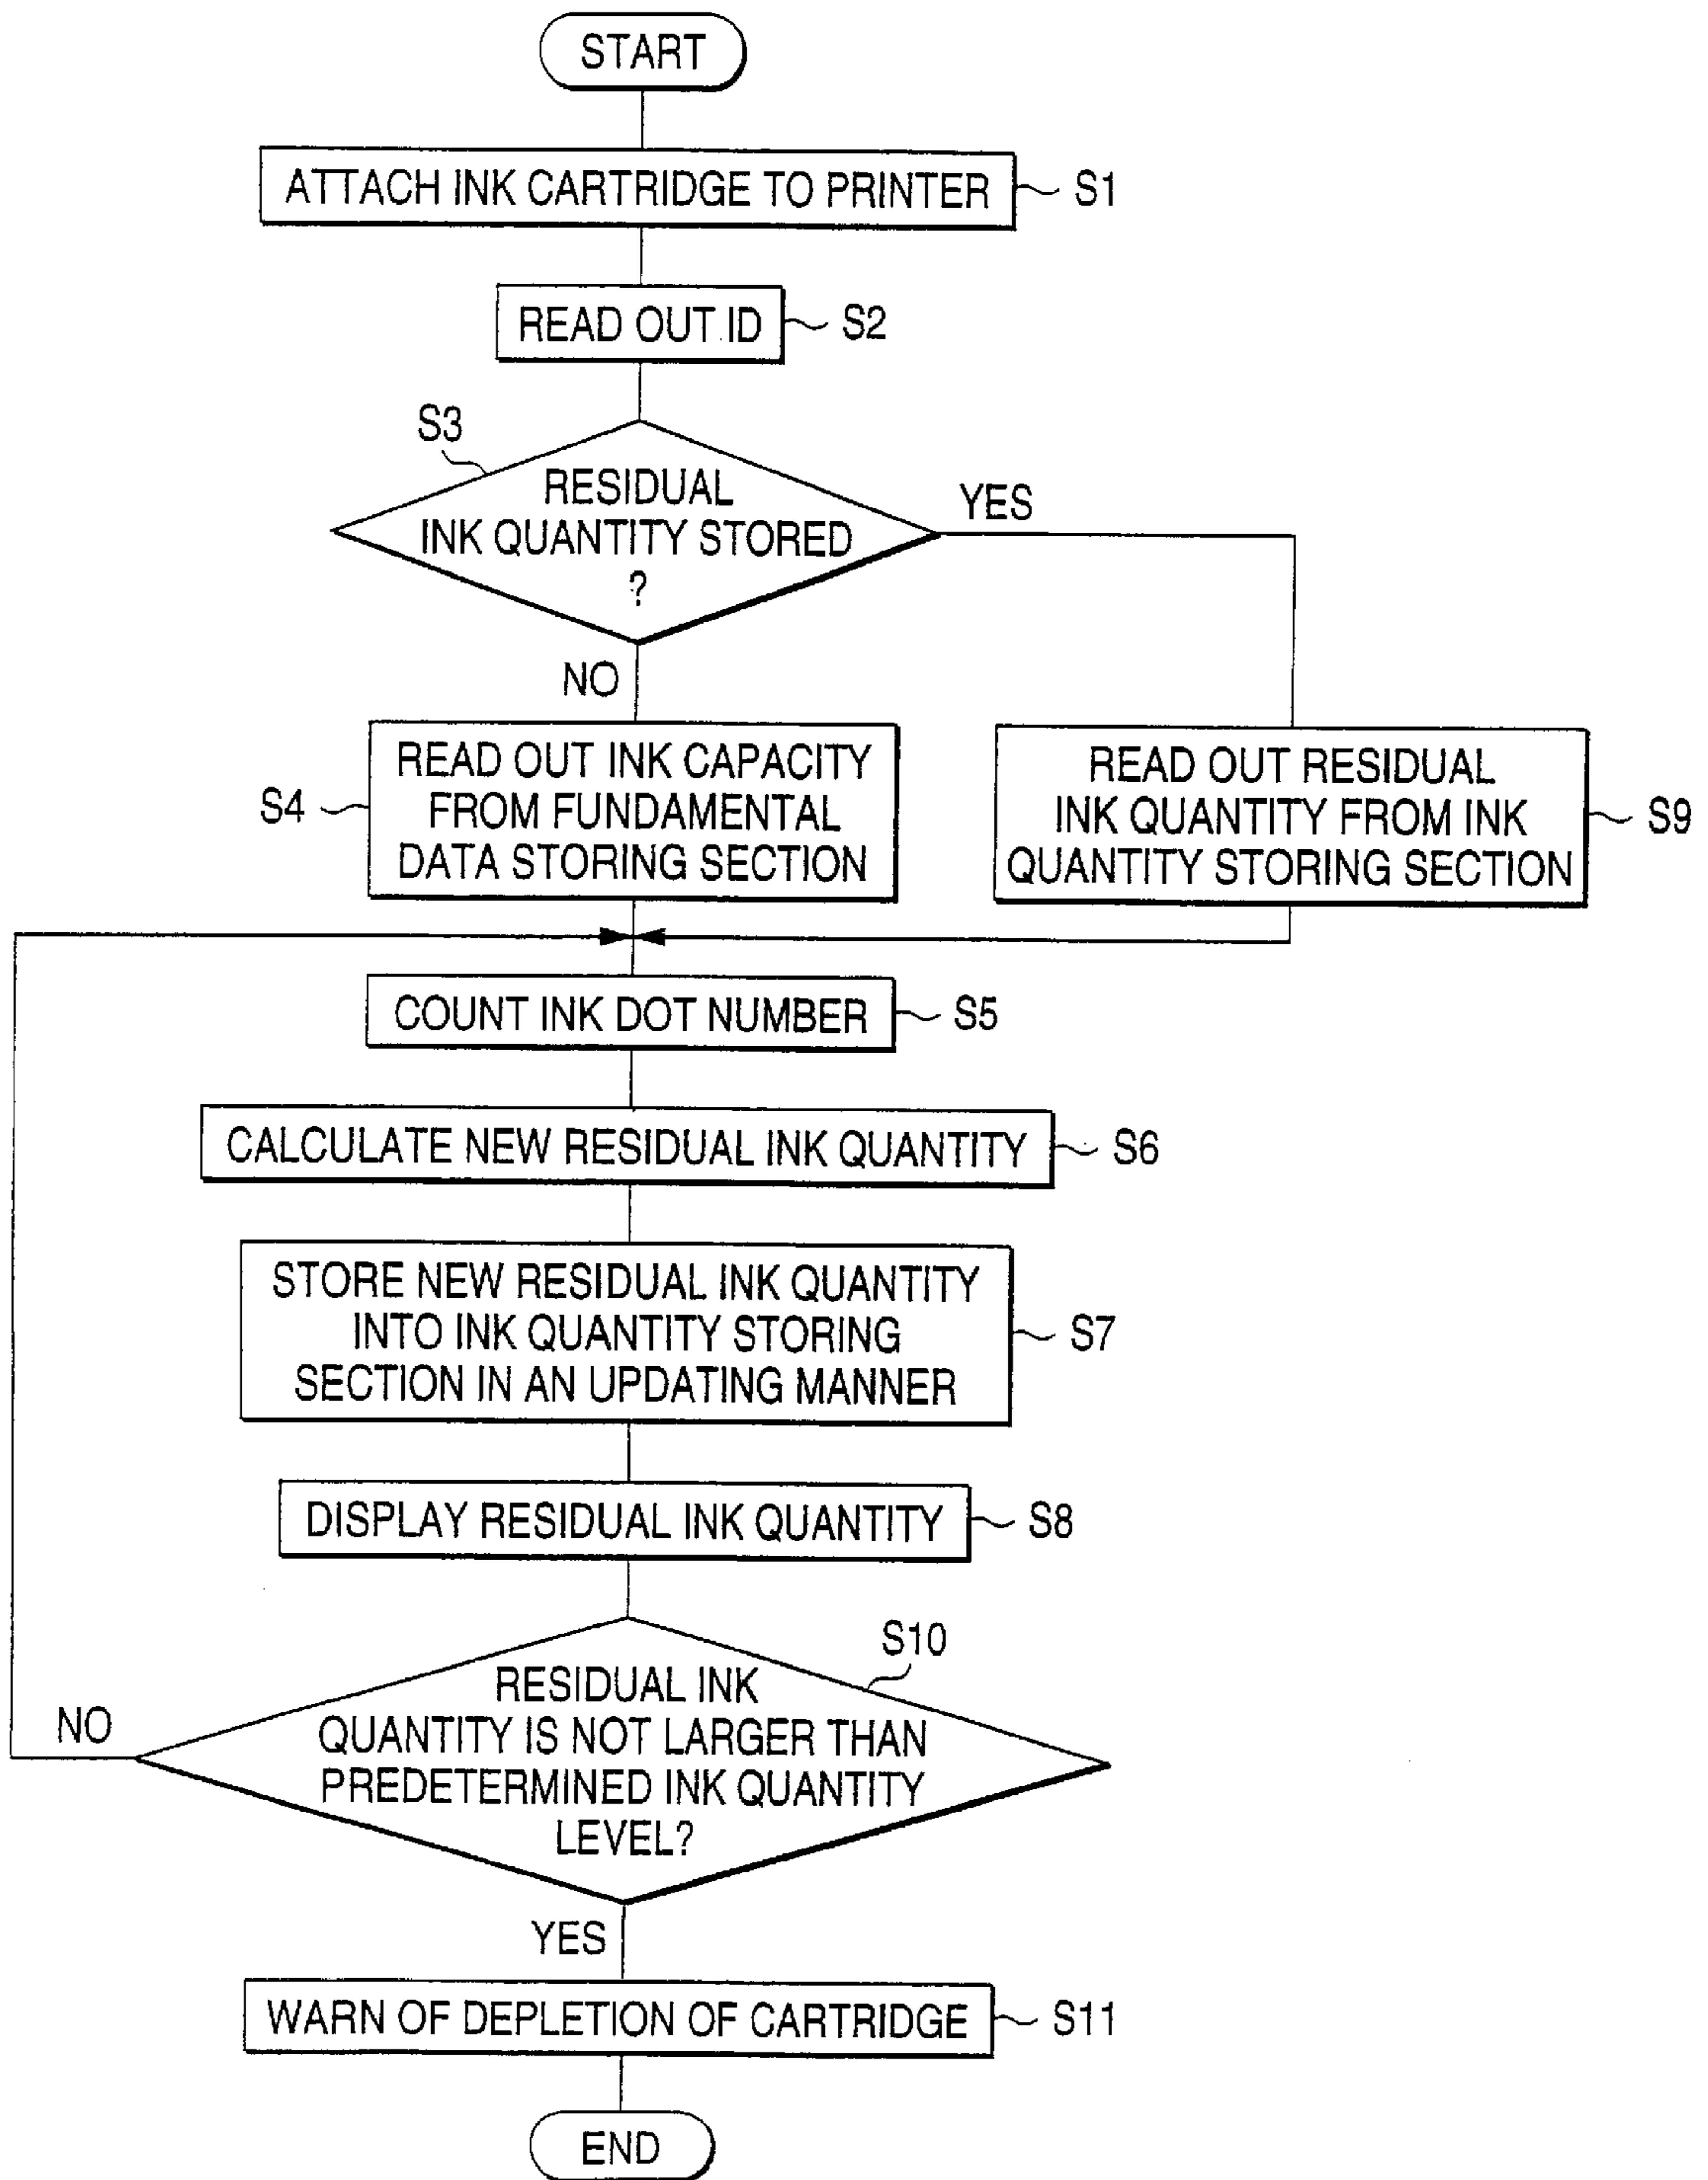 START
ATTACH INK CARTRIDGE TO PRINTER
S1
READ OUT ID
S2
S3
RESIDUAL
INK QUANTITY STORED
?
YES
NO
READ OUT INK CAPACITY
FROM FUNDAMENTAL
DATA STORING SECTION
S4
READ OUT RESIDUAL
INK QUANTITY FROM INK
QUANTITY STORING SECTION
S9
COUNT INK DOT NUMBER
S5
CALCULATE NEW RESIDUAL INK QUANTITY
S6
STORE NEW RESIDUAL INK QUANTITY
INTO INK QUANTITY STORING
SECTION IN AN UPDATING MANNER
S7
DISPLAY RESIDUAL INK QUANTITY
S8
S10
RESIDUAL INK
QUANTITY IS NOT LARGER THAN
PREDETERMINED INK QUANTITY
LEVEL?
NO
YES
WARN OF DEPLETION OF CARTRIDGE
S11
END